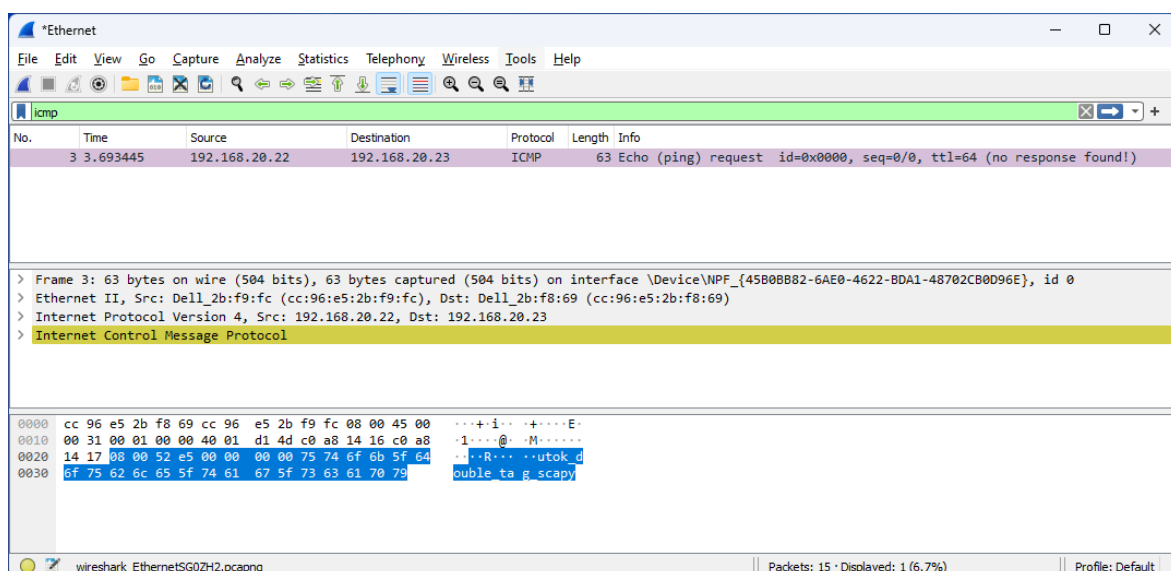 *Ethernet
File Edit View Go Capture Analyze Statistics Telephony Wireless Tools Help
icmp
No. Time Source Destination Protocol Length Info
3 3.693445 192.168.20.22 192.168.20.23 ICMP 63 Echo (ping) request id=0x0000, seq=0/0, ttl=64 (no response found!)
> Frame 3: 63 bytes on wire (504 bits), 63 bytes captured (504 bits) on interface \Device\NPF_{45B0BB82-6AE0-4622-BDA1-48702CB0D96E}, id 0
> Ethernet II, Src: Dell_2b:f9:fc (cc:96:e5:2b:f9:fc), Dst: Dell_2b:f8:69 (cc:96:e5:2b:f8:69)
> Internet Protocol Version 4, Src: 192.168.20.22, Dst: 192.168.20.23
> Internet Control Message Protocol
0000 cc 96 e5 2b f8 69 cc 96 e5 2b f9 fc 08 00 45 00 ···+·i·· ·+····E·
0010 00 31 00 01 00 00 40 01 d1 4d c0 a8 14 16 c0 a8 ·1····@· ·M······
0020 14 17 08 00 52 e5 00 00 00 00 75 74 6f 6b 5f 64 ····R··· ··utok_d
0030 6f 75 62 6c 65 5f 74 61 67 5f 73 63 61 70 79 ouble_ta g_scapy
wireshark_EthernetSG0ZH2.pcapng Packets: 15 · Displayed: 1 (6.7%) Profile: Default